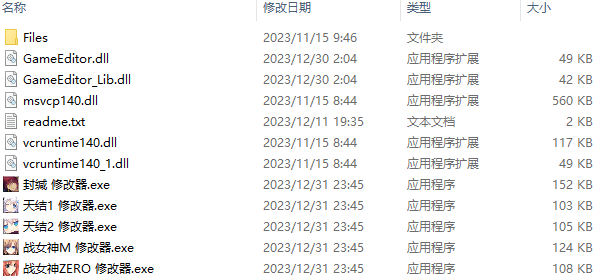 名称 修改日期 类型 大小
Files 2023/11/15 9:46 文件夹
GameEditor.dll 2023/12/30 2:04 应用程序扩展 49 KB
GameEditor_Lib.dll 2023/12/30 2:04 应用程序扩展 42 KB
msvcp140.dll 2023/11/15 8:44 应用程序扩展 560 KB
readme.txt 2023/12/11 19:35 文本文档 2 KB
vcruntime140.dll 2023/11/15 8:44 应用程序扩展 117 KB
vcruntime140_1.dll 2023/11/15 8:44 应用程序扩展 49 KB
封缄 修改器.exe 2023/12/31 23:45 应用程序 152 KB
天结1 修改器.exe 2023/12/31 23:45 应用程序 103 KB
天结2 修改器.exe 2023/12/31 23:45 应用程序 105 KB
战女神M 修改器.exe 2023/12/31 23:45 应用程序 124 KB
战女神ZERO 修改器.exe 2023/12/31 23:45 应用程序 108 KB